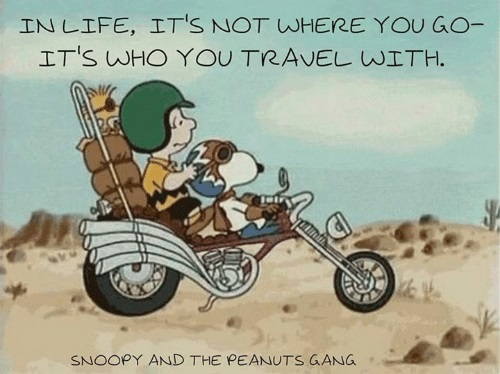 IN LIFE, IT'S NOT WHERE YOU GO-
IT'S WHO YOU TRAVEL WITH.
SNOOPY AND THE PEANUTS GANG